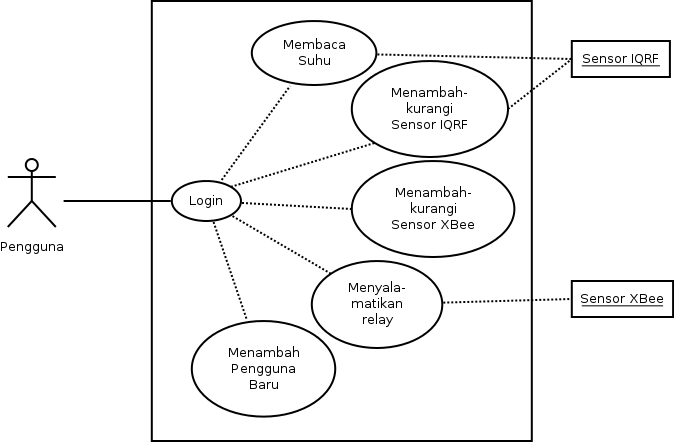 Membaca
Suhu
Sensor IQRF
Menambah-
kurangi
Sensor IQRF
Login
Menambah-
kurangi
Sensor XBee
Pengguna
Menyala-
matikan
relay
Sensor XBee
Menambah
Pengguna
Baru